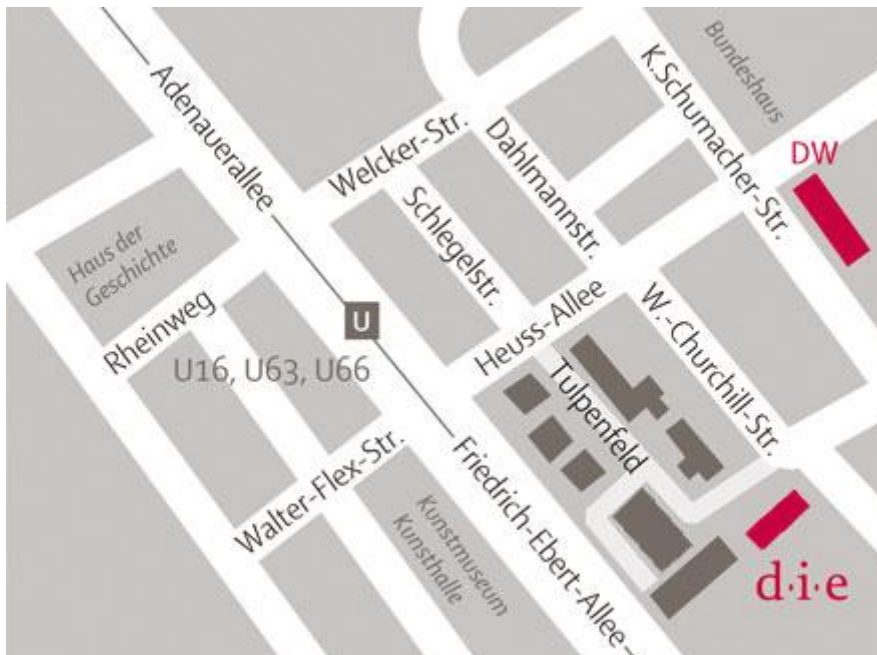 Bundeshaus
K.Schumacher-Str.
Adenauerallee
DW
Welcker-Str.
Dahlmannstr.
Schlegelstr.
Haus der
Geschichte
Rheinweg
U
U16, U63, U66
Heuss-Allee
W.-Churchill-Str.
Tulpenfeld
Walter-Flex-Str.
Friedrich-Ebert-Allee
Kunstmuseum
Kunsthalle
d·i·e